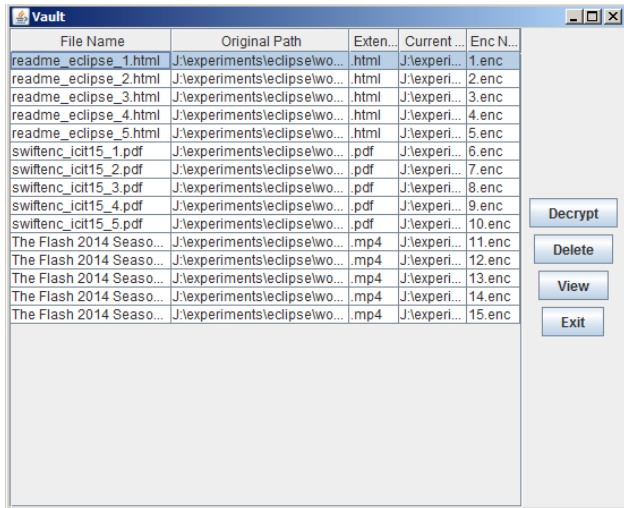 Vault
File Name Original Path Exten... Current ... Enc N...
readme_eclipse_1.html J:\experiments\eclipse\wo... .html J:\experi... 1.enc
readme_eclipse_2.html J:\experiments\eclipse\wo... .html J:\experi... 2.enc
readme_eclipse_3.html J:\experiments\eclipse\wo... .html J:\experi... 3.enc
readme_eclipse_4.html J:\experiments\eclipse\wo... .html J:\experi... 4.enc
readme_eclipse_5.html J:\experiments\eclipse\wo... .html J:\experi... 5.enc
swiftenc_icit15_1.pdf J:\experiments\eclipse\wo... .pdf J:\experi... 6.enc
swiftenc_icit15_2.pdf J:\experiments\eclipse\wo... .pdf J:\experi... 7.enc
swiftenc_icit15_3.pdf J:\experiments\eclipse\wo... .pdf J:\experi... 8.enc
swiftenc_icit15_4.pdf J:\experiments\eclipse\wo... .pdf J:\experi... 9.enc
swiftenc_icit15_5.pdf J:\experiments\eclipse\wo... .pdf J:\experi... 10.enc
The Flash 2014 Seaso... J:\experiments\eclipse\wo... .mp4 J:\experi... 11.enc
The Flash 2014 Seaso... J:\experiments\eclipse\wo... .mp4 J:\experi... 12.enc
The Flash 2014 Seaso... J:\experiments\eclipse\wo... .mp4 J:\experi... 13.enc
The Flash 2014 Seaso... J:\experiments\eclipse\wo... .mp4 J:\experi... 14.enc
The Flash 2014 Seaso... J:\experiments\eclipse\wo... .mp4 J:\experi... 15.enc
Decrypt
Delete
View
Exit